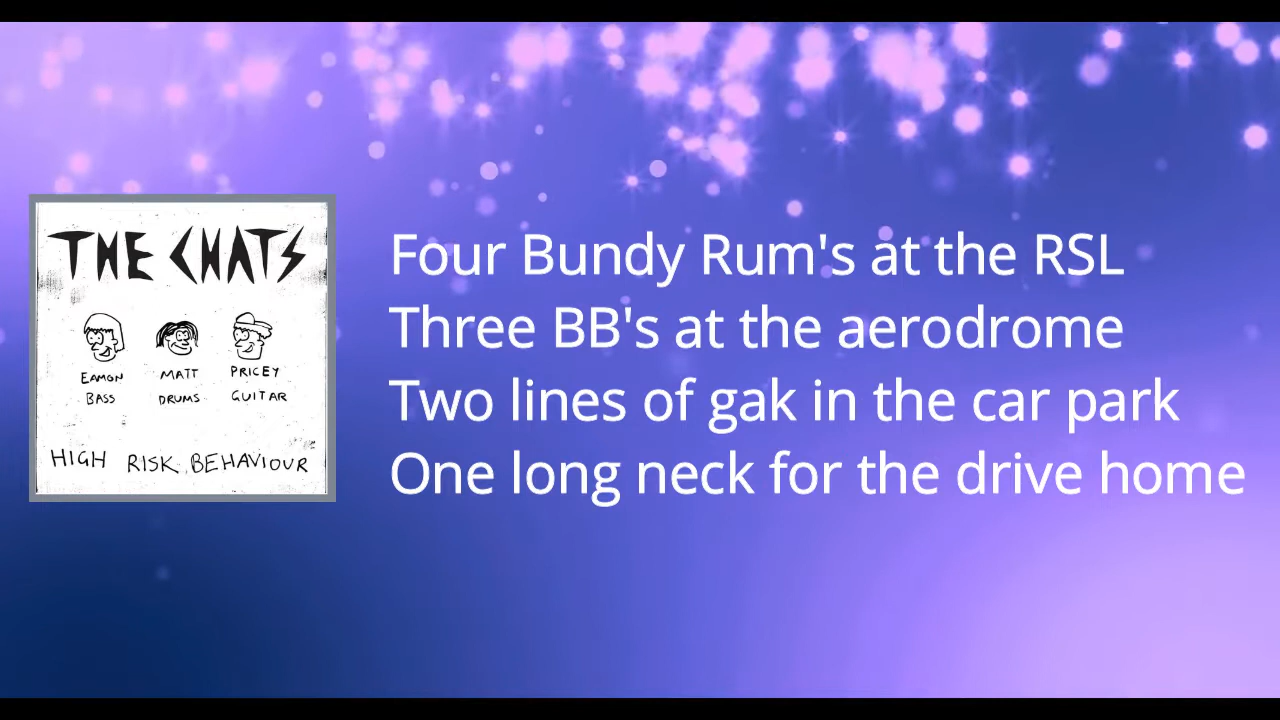 THE CHATS
EAMON
BASS
MATT
DRUMS
PRICEY
GUITAR
HIGH RISK BEHAVIOUR
Four Bundy Rum's at the RSL
Three BB's at the aerodrome
Two lines of gak in the car park
One long neck for the drive home